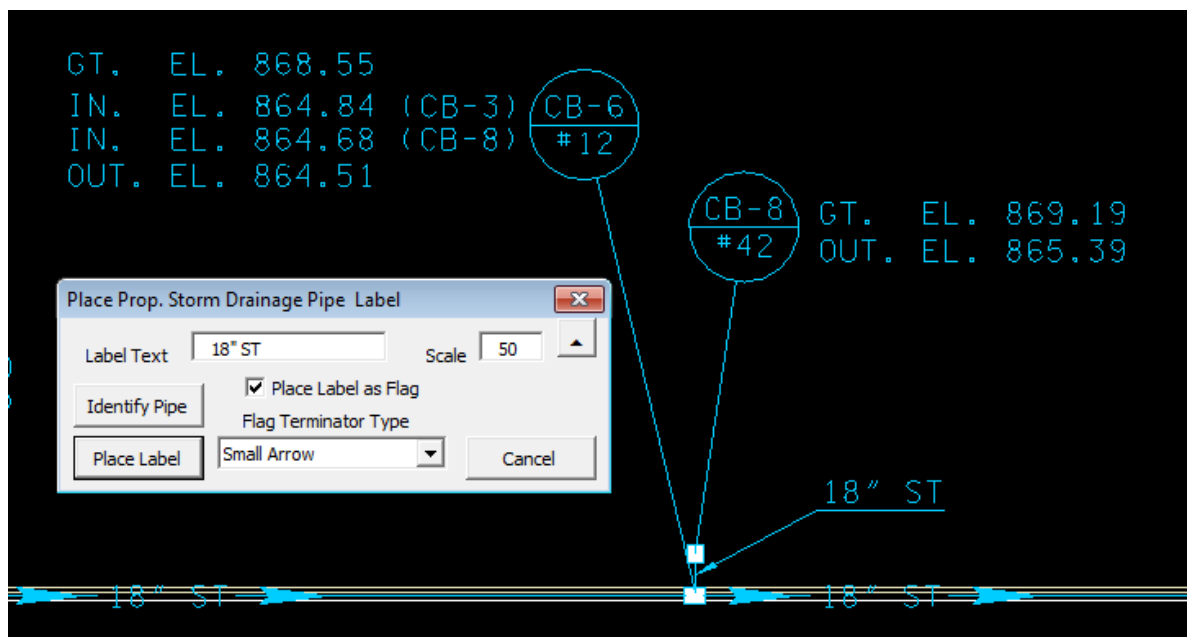 GT. EL. 868.55
IN. EL. 864.84 (CB-3)
IN. EL. 864.68 (CB-8)
OUT. EL. 864.51
CB-6
#12
CB-8
#42
GT. EL. 869.19
OUT. EL. 865.39
Place Prop. Storm Drainage Pipe Label
Label Text 18" ST Scale 50
Place Label as Flag
Identify Pipe
Flag Terminator Type
Place Label Small Arrow Cancel
18" ST
18" ST
18" ST